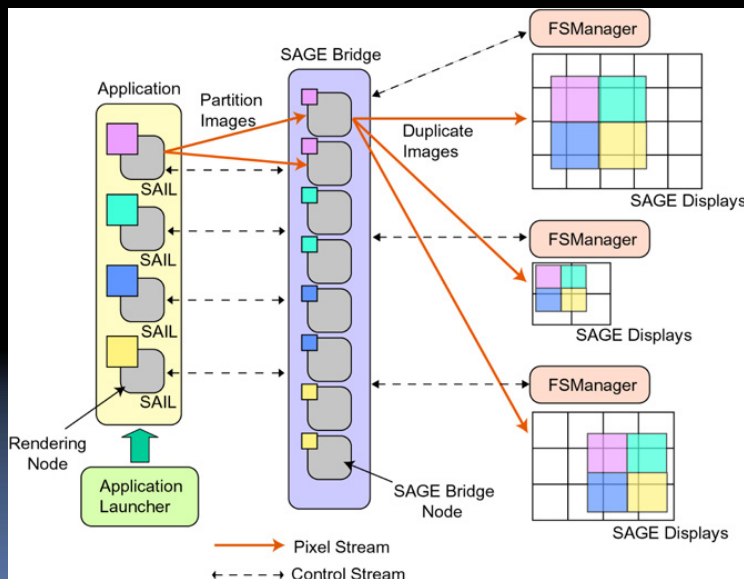 FSManager
SAGE Bridge
Application
Partition
Images
Duplicate
Images
SAIL
SAGE Displays
SAIL
FSManager
SAIL
SAGE Displays
SAIL
FSManager
Rendering
Node
Application
Launcher
SAGE Bridge
Node
SAGE Displays
Pixel Stream
Control Stream